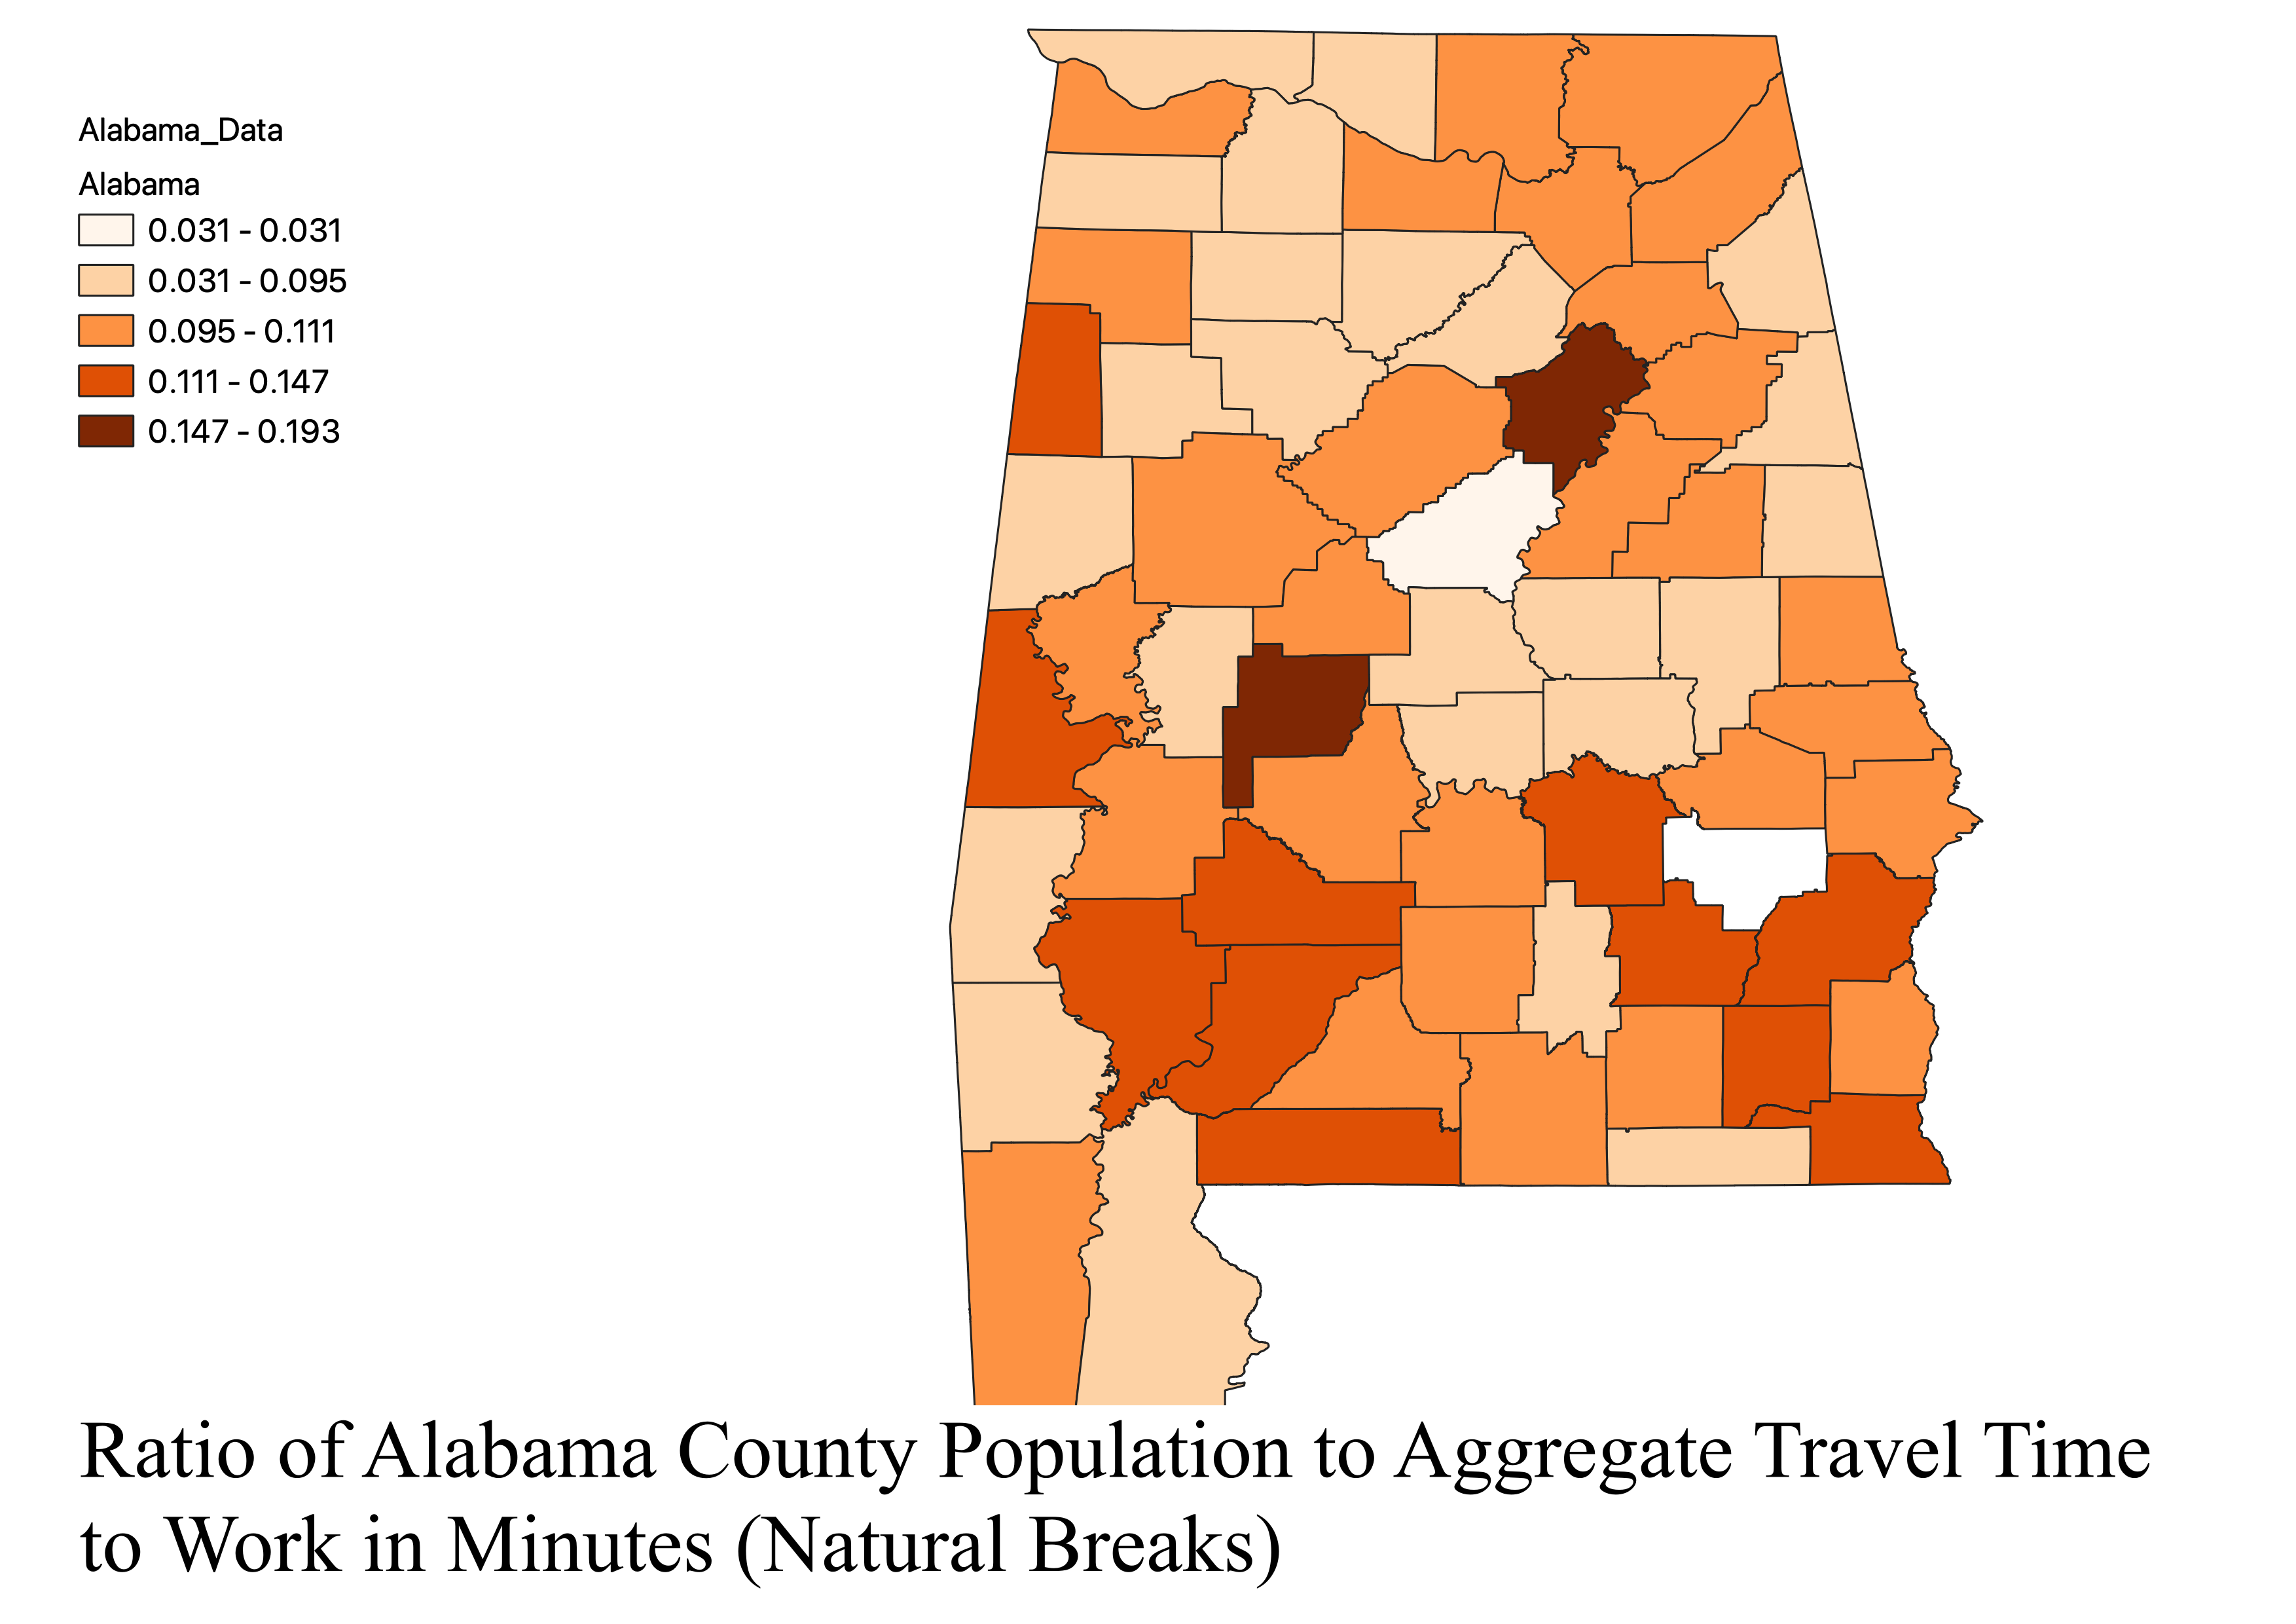 Alabama_Data
Alabama
0.031 - 0.031
0.031 - 0.095
0.095 - 0.111
0.111 - 0.147
0.147 - 0.193
Ratio of Alabama County Population to Aggregate Travel Time
to Work in Minutes (Natural Breaks)